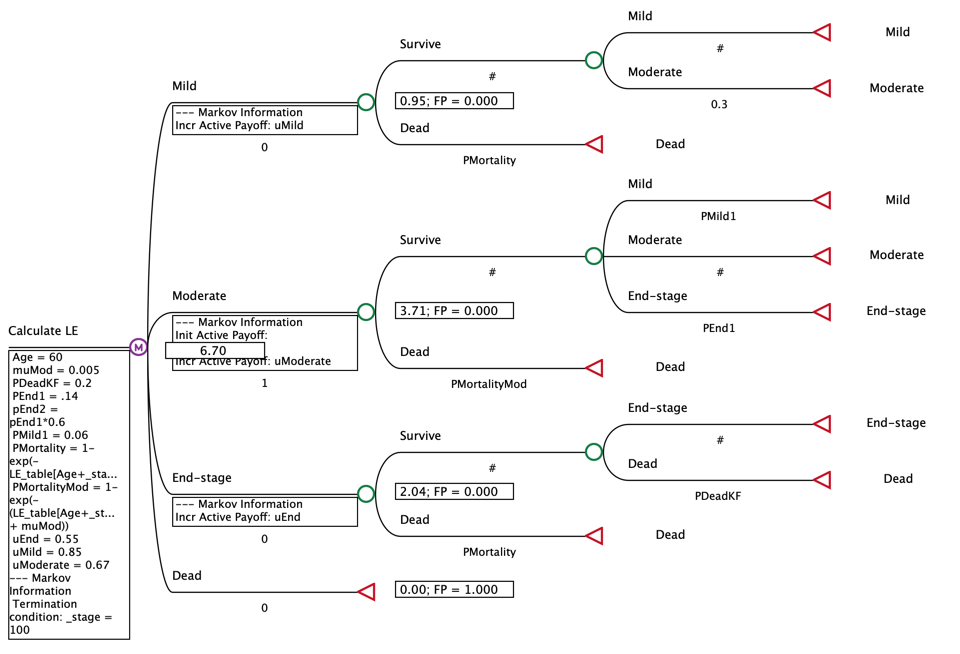 Calculate LE
Age = 60
muMod = 0.005
PDeadKF = 0.2
PEnd1 = .14
pEnd2 =
pEnd1*0.6
PMild1 = 0.06
PMortality = 1-
exp(-
LE_table[Age+_sta...
PMortalityMod = 1-
exp(-
(LE_table[Age+_st...
+ muMod))
uEnd = 0.55
uMild = 0.85
uModerate = 0.67
--- Markov
Information
Termination
condition: _stage =
100
M
Mild
--- Markov Information
Incr Active Payoff: uMild
0
Survive
#
0.95; FP = 0.000
Dead
PMortality
Dead
Mild
#
Mild
Moderate
0.3
Moderate
Moderate
--- Markov Information
Init Active Payoff:
6.70
Incr Active Payoff: uModerate
1
Survive
#
3.71; FP = 0.000
Dead
PMortalityMod
Dead
Mild
PMild1
Mild
Moderate
#
Moderate
End-stage
PEnd1
End-stage
End-stage
--- Markov Information
Incr Active Payoff: uEnd
0
Survive
#
2.04; FP = 0.000
Dead
PMortality
Dead
End-stage
#
End-stage
Dead
PDeadKF
Dead
Dead
0
0.00; FP = 1.000